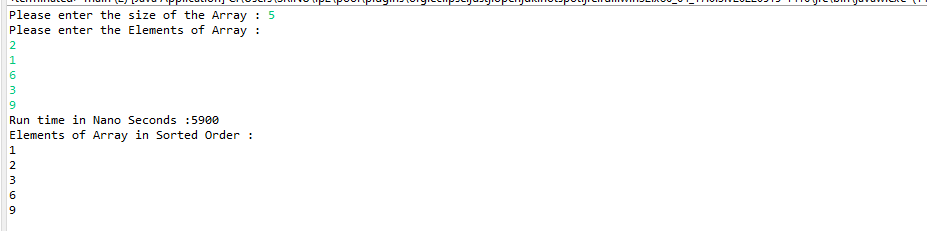 Please enter the size of the Array : 5
Please enter the Elements of Array :
2
1
6
3
9
Run time in Nano Seconds :5900
Elements of Array in Sorted Order :
1
2
3
6
9